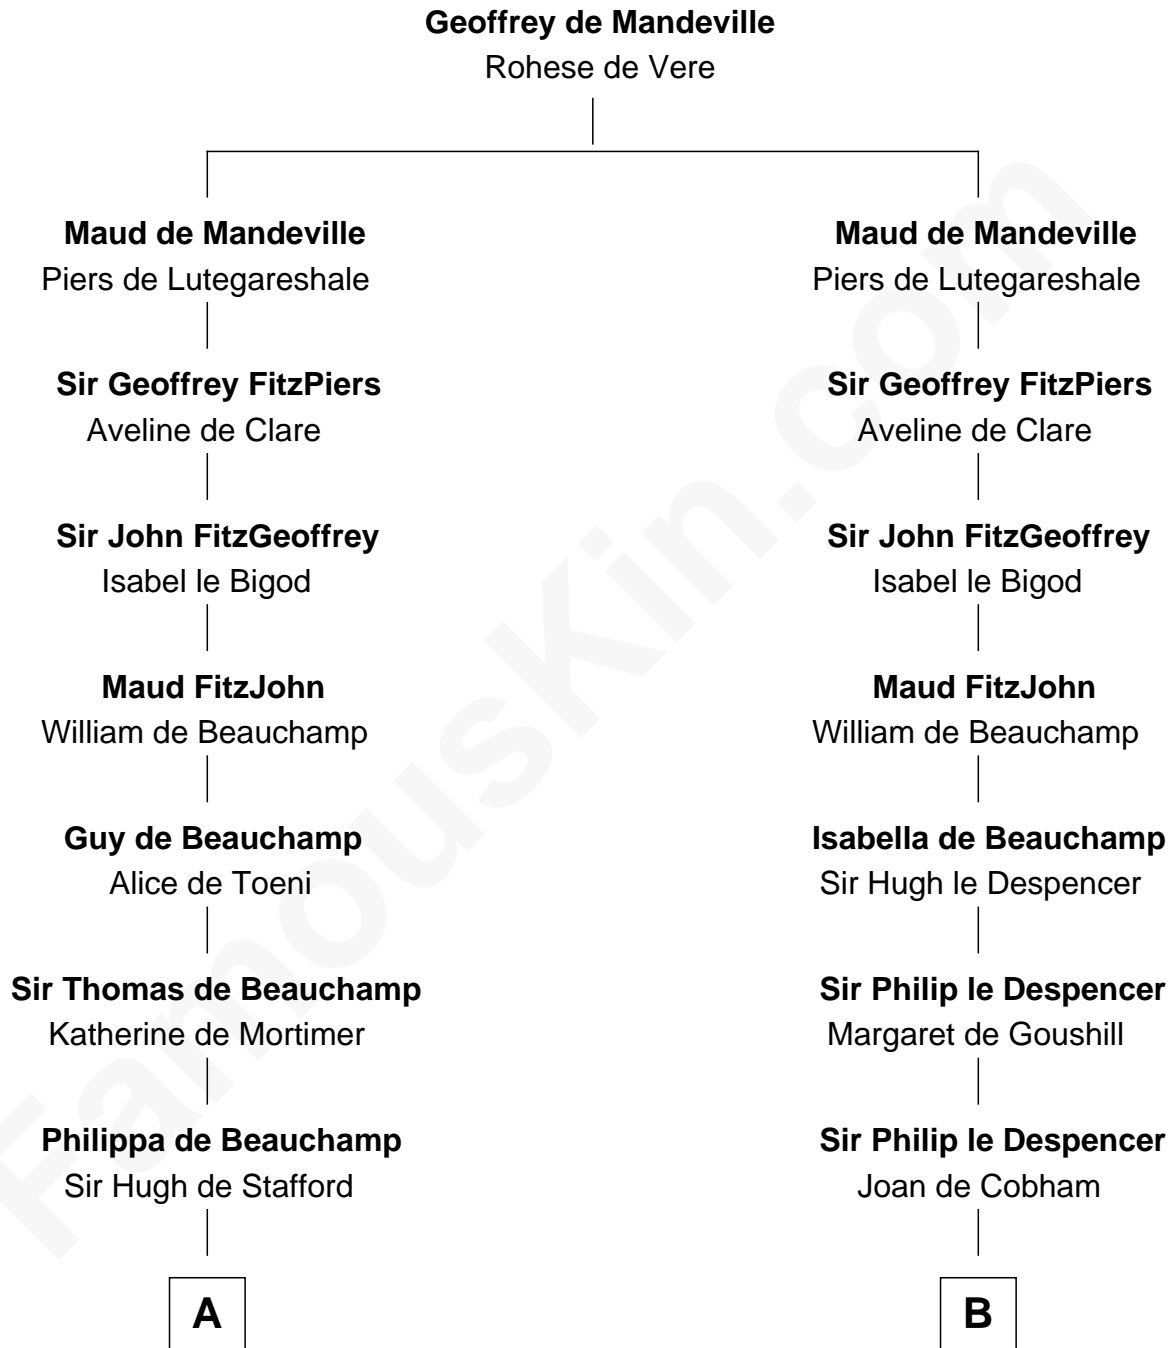 Geoffrey de Mandeville
Rohese de Vere
Maud de Mandeville
Piers de Lutegareshale
Sir Geoffrey FitzPiers
Aveline de Clare
Sir John FitzGeoffrey
Isabel le Bigod
Maud FitzJohn
William de Beauchamp
Guy de Beauchamp
Alice de Toeni
Sir Thomas de Beauchamp
Katherine de Mortimer
Philippa de Beauchamp
Sir Hugh de Stafford
A
Maud de Mandeville
Piers de Lutegareshale
Sir Geoffrey FitzPiers
Aveline de Clare
Sir John FitzGeoffrey
Isabel le Bigod
Maud FitzJohn
William de Beauchamp
Isabella de Beauchamp
Sir Hugh le Despencer
Sir Philip le Despencer
Margaret de Goushill
Sir Philip le Despencer
Joan de Cobham
B
FamousKin.com